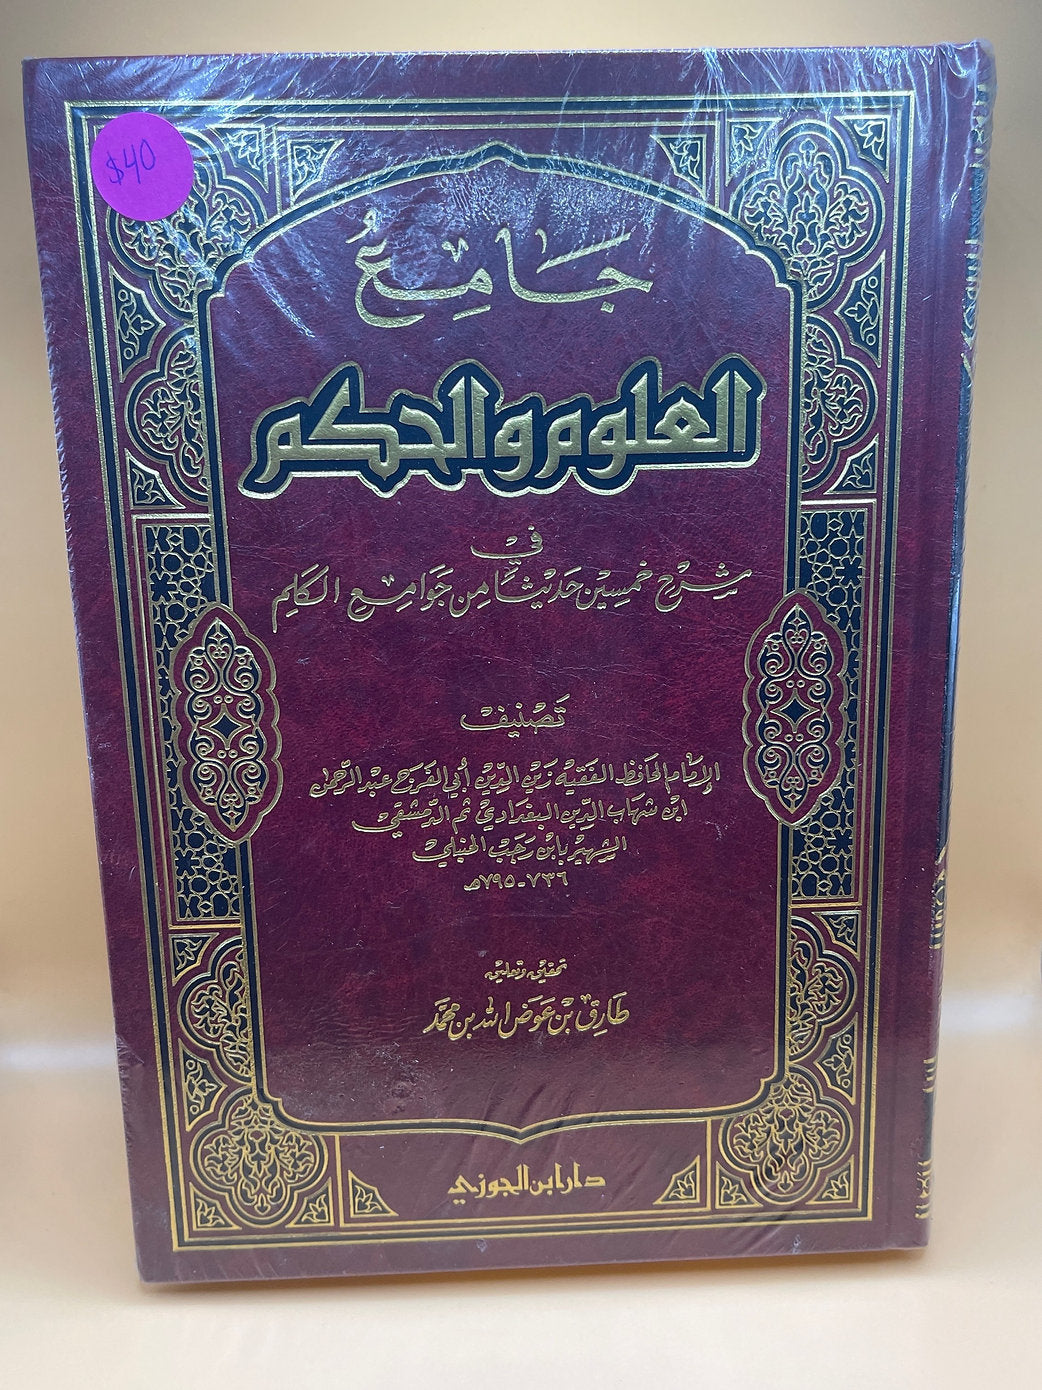 $40
جَامِعُ
العلوم والحكم
في
شرح خمسين حديثًا من جوامع الكلم
تصنيف
الإمام الحافظ الفقيه زين الدين أبي الفرج عبد الرحمن
ابن شهاب الدين البغدادي ثم الدمشقي
الشهير بابن رجب الحنبلي
٧٣٦-٧٩٥هـ
تحقيق وتعليق
طارق بن عوض الله بن محمد
دار ابن الجوزي